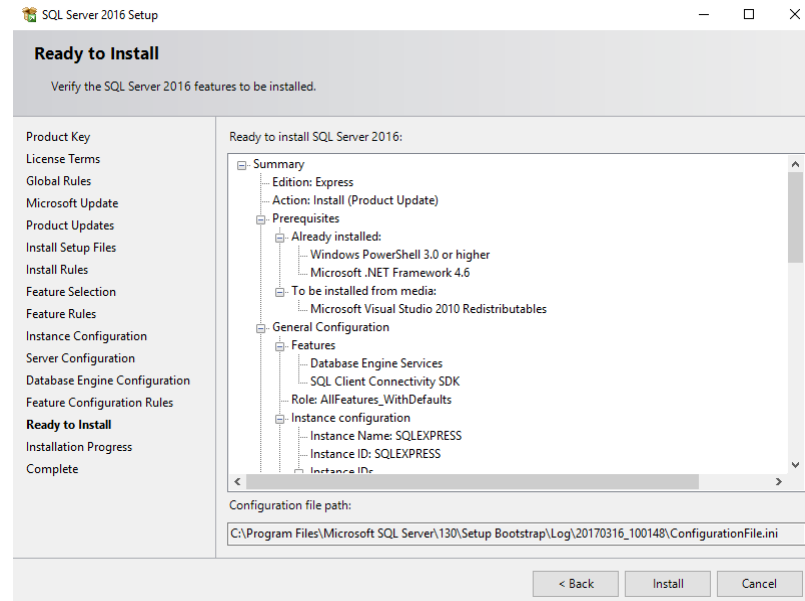 SQL Server 2016 Setup
Ready to Install
Verify the SQL Server 2016 features to be installed.
Product Key
License Terms
Global Rules
Microsoft Update
Product Updates
Install Setup Files
Install Rules
Feature Selection
Feature Rules
Instance Configuration
Server Configuration
Database Engine Configuration
Feature Configuration Rules
Ready to Install
Installation Progress
Complete
Ready to install SQL Server 2016:
Summary
Edition: Express
Action: Install (Product Update)
Prerequisites
Already installed:
Windows PowerShell 3.0 or higher
Microsoft .NET Framework 4.6
To be installed from media:
Microsoft Visual Studio 2010 Redistributables
General Configuration
Features
Database Engine Services
SQL Client Connectivity SDK
Role: AllFeatures_WithDefaults
Instance configuration
Instance Name: SQLEXPRESS
Instance ID: SQLEXPRESS
Instance IDs
Configuration file path:
C:\Program Files\Microsoft SQL Server\130\Setup Bootstrap\Log\20170316_100148\ConfigurationFile.ini
< Back
Install
Cancel